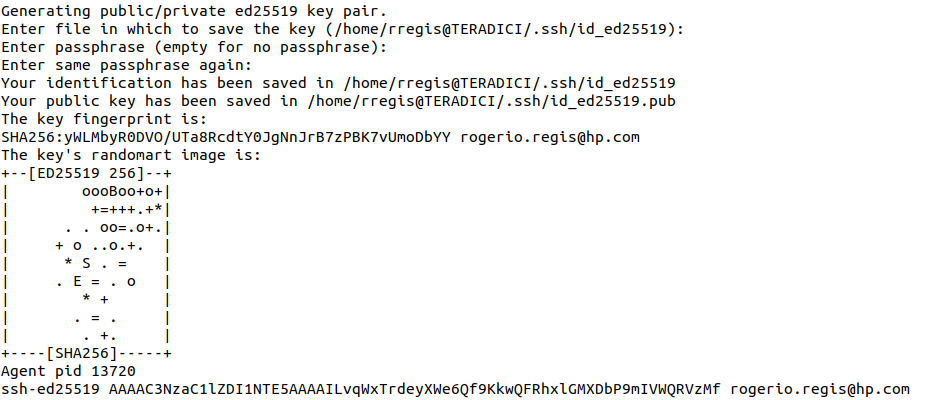 Generating public/private ed25519 key pair.
Enter file in which to save the key (/home/rregis@TERADICI/.ssh/id_ed25519):
Enter passphrase (empty for no passphrase):
Enter same passphrase again:
Your identification has been saved in /home/rregis@TERADICI/.ssh/id_ed25519
Your public key has been saved in /home/rregis@TERADICI/.ssh/id_ed25519.pub
The key fingerprint is:
SHA256:yWLMbyR0DVO/UTa8RcdtY0JgNnJrB7zPBK7vUmoDbYY rogerio.regis@hp.com
The key's randomart image is:
+--[ED25519 256]--+
|        oooBoo+o+|
|         +=+++.+*|
|      . . oo=.o+.|
|     + o ..o.+.  |
|      * S . =    |
|     . E = . o   |
|        * +      |
|       . = .     |
|        . +.     |
+----[SHA256]-----+
Agent pid 13720
ssh-ed25519 AAAAC3NzaC1lZDI1NTE5AAAAILvqWxTrdeyXWe6Qf9KkwQFRhxlGMXDbP9mIVWQRVzMf rogerio.regis@hp.com